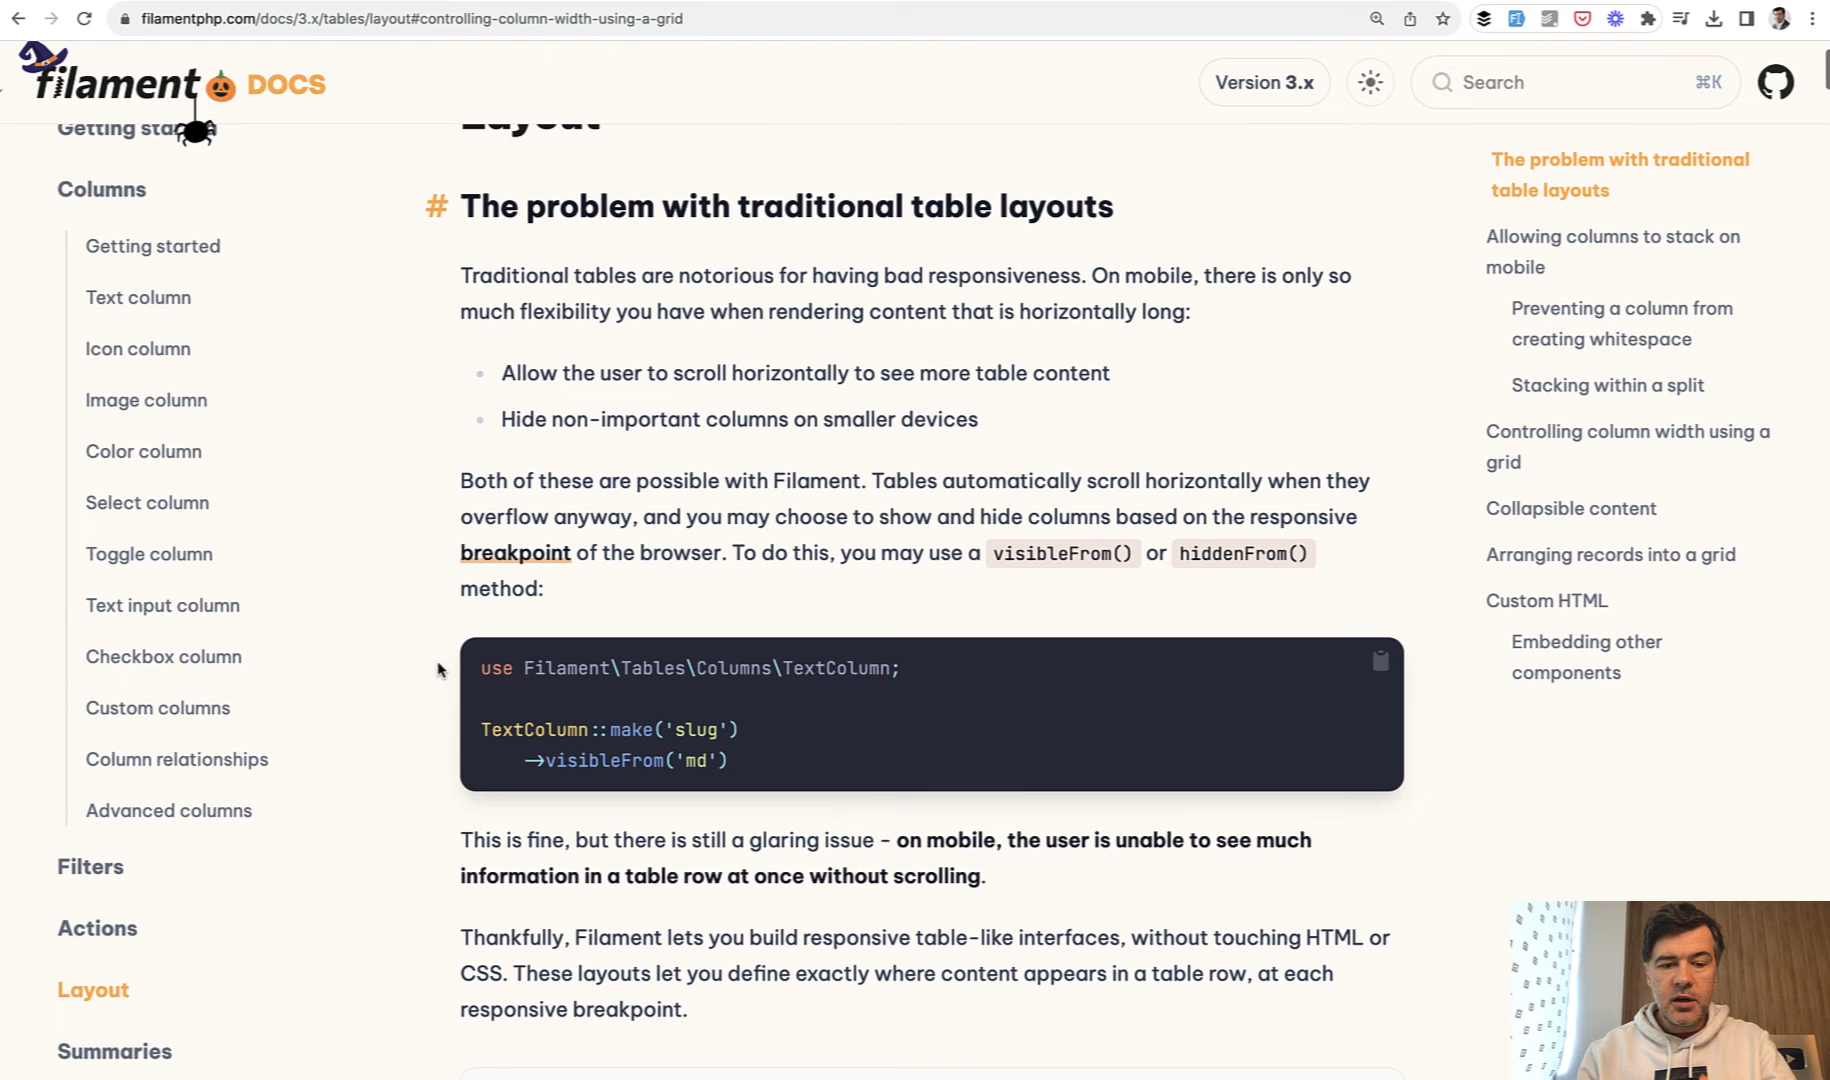 filamentphp.com/docs/3.x/tables/layout#controlling-column-width-using-a-grid
filament DOCS
Version 3.x
Search
⌘K
Getting star
Columns
Getting started
Text column
Icon column
Image column
Color column
Select column
Toggle column
Text input column
Checkbox column
Custom columns
Column relationships
Advanced columns
Filters
Actions
Layout
Summaries
Layout
# The problem with traditional table layouts
Traditional tables are notorious for having bad responsiveness. On mobile, there is only so
much flexibility you have when rendering content that is horizontally long:
Allow the user to scroll horizontally to see more table content
Hide non-important columns on smaller devices
Both of these are possible with Filament. Tables automatically scroll horizontally when they
overflow anyway, and you may choose to show and hide columns based on the responsive
breakpoint of the browser. To do this, you may use a visibleFrom() or hiddenFrom()
method:
use Filament\Tables\Columns\TextColumn;
TextColumn::make('slug')
->visibleFrom('md')
This is fine, but there is still a glaring issue - on mobile, the user is unable to see much
information in a table row at once without scrolling.
Thankfully, Filament lets you build responsive table-like interfaces, without touching HTML or
CSS. These layouts let you define exactly where content appears in a table row, at each
responsive breakpoint.
The problem with traditional
table layouts
Allowing columns to stack on
mobile
Preventing a column from
creating whitespace
Stacking within a split
Controlling column width using a
grid
Collapsible content
Arranging records into a grid
Custom HTML
Embedding other
components